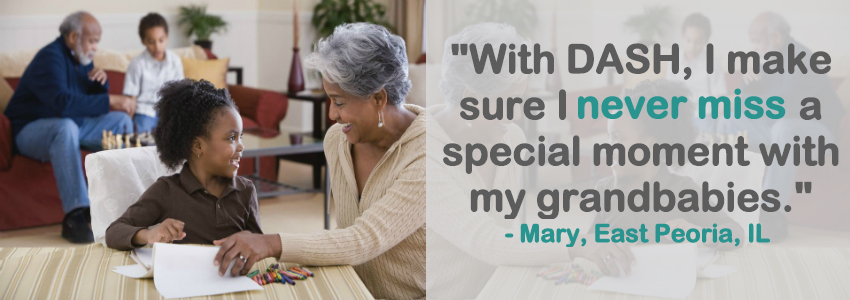 "With DASH, I make
sure I never miss a
special moment with
my grandbabies."
- Mary, East Peoria, IL